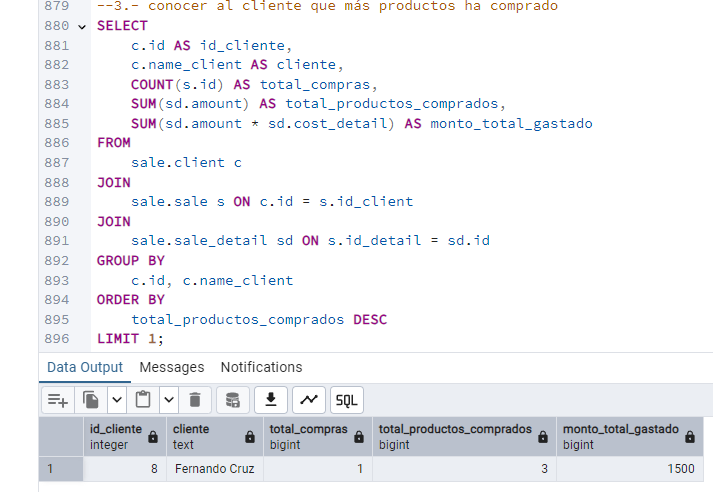 879 --3.- conocer al cliente que más productos ha comprado
880 SELECT
881 c.id AS id_cliente,
882 c.name_client AS cliente,
883 COUNT(s.id) AS total_compras,
884 SUM(sd.amount) AS total_productos_comprados,
885 SUM(sd.amount * sd.cost_detail) AS monto_total_gastado
886 FROM
887 sale.client c
888 JOIN
889 sale.sale s ON c.id = s.id_client
890 JOIN
891 sale.sale_detail sd ON s.id_detail = sd.id
892 GROUP BY
893 c.id, c.name_client
894 ORDER BY
895 total_productos_comprados DESC
896 LIMIT 1;
Data Output Messages Notifications
SQL
id_cliente cliente total_compras total_productos_comprados monto_total_gastado
integer text bigint bigint bigint
1 8 Fernando Cruz 1 3 1500